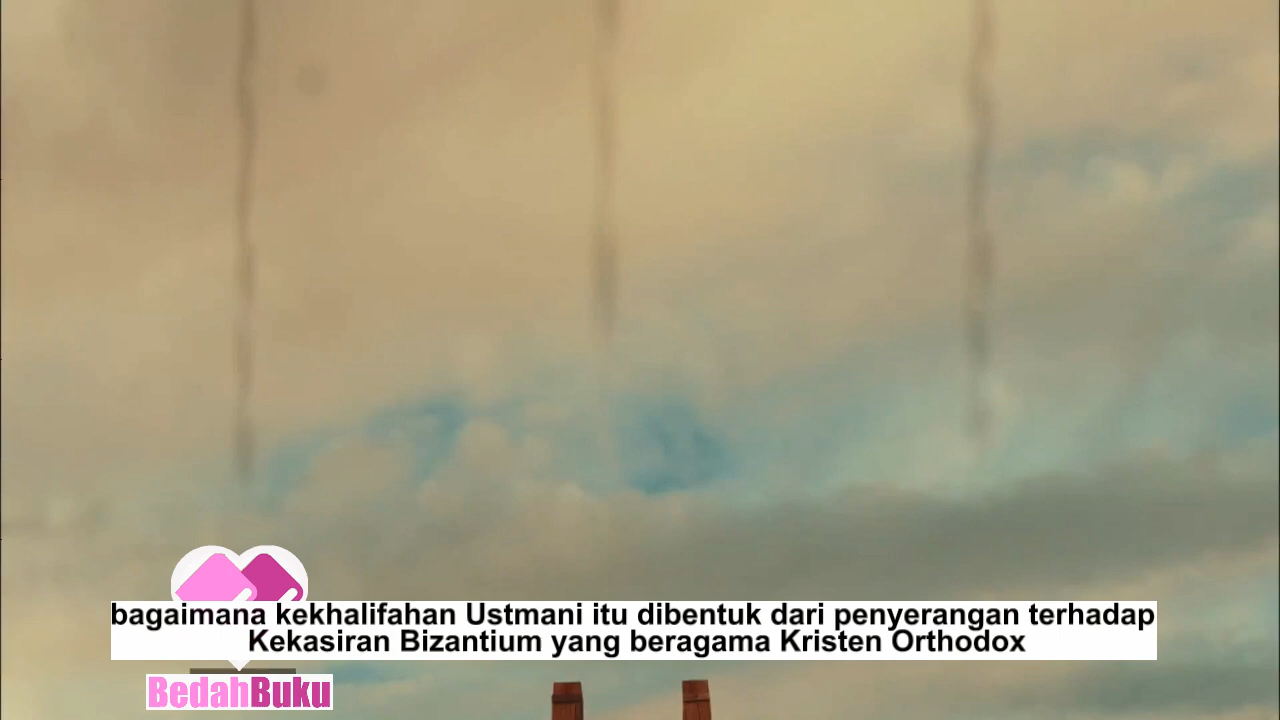 bagaimana kekhalifahan Ustmani itu dibentuk dari penyerangan terhadap
Kekasiran Bizantium yang beragama Kristen Orthodox
BedahBuku